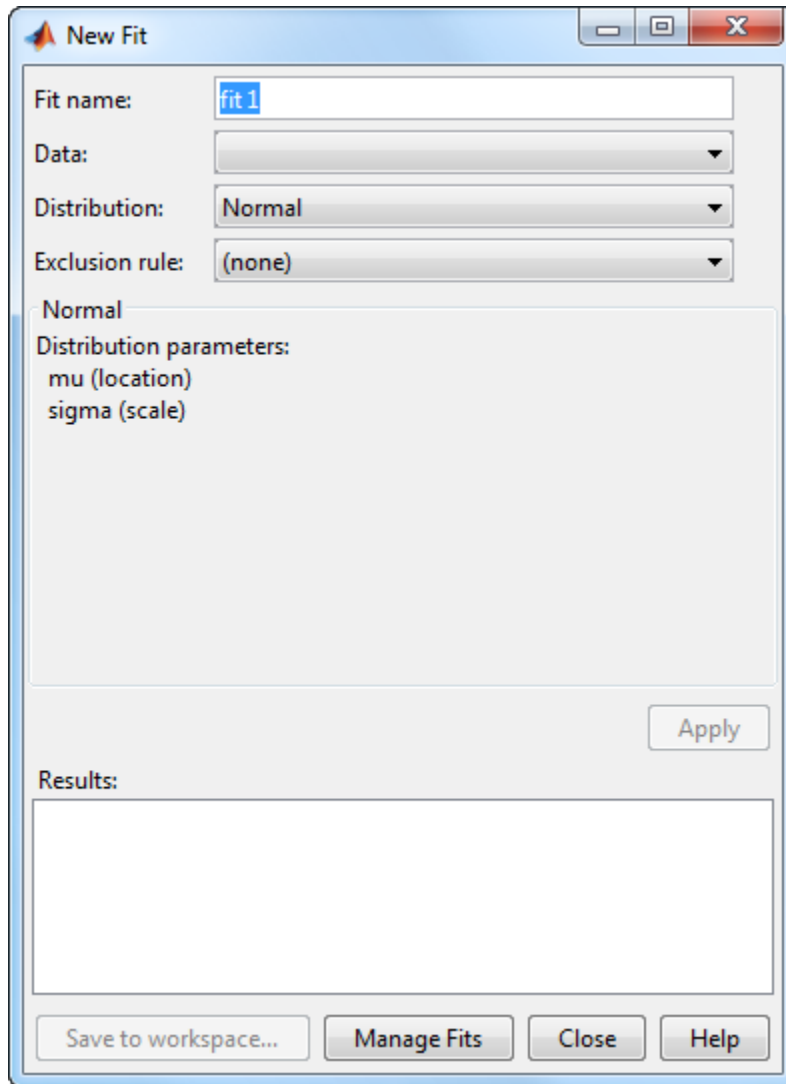 New Fit
Fit name: fit 1
Data:
Distribution: Normal
Exclusion rule: (none)
Normal
Distribution parameters:
mu (location)
sigma (scale)
Apply
Results:
Save to workspace... Manage Fits Close Help